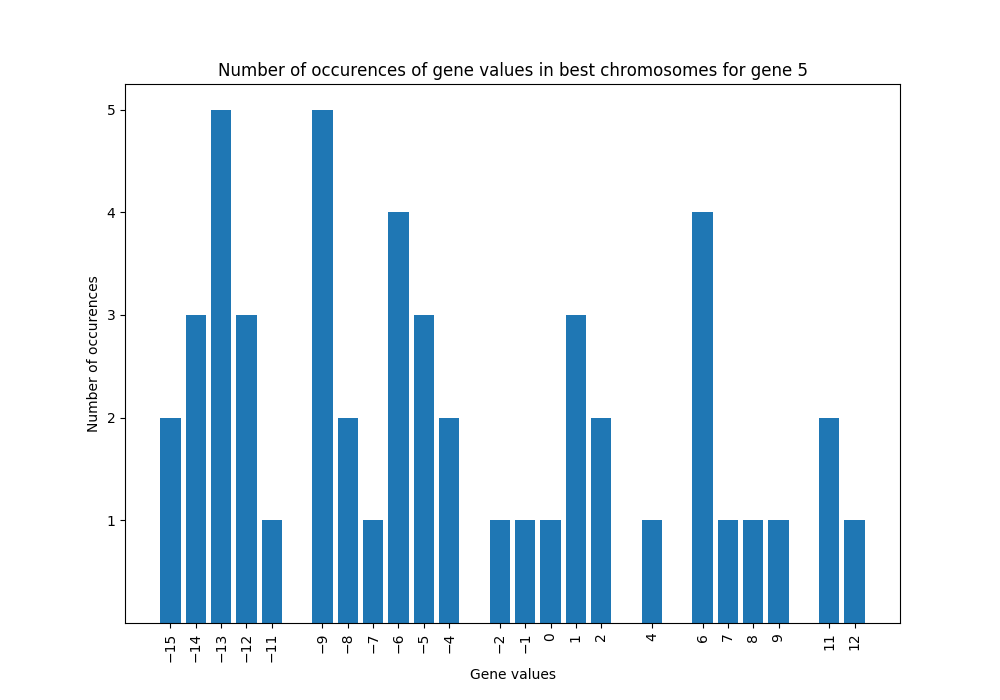 Number of occurences of gene values in best chromosomes for gene 5
5
4
3
2
1
Number of occurences
−15 −14 −13 −12 −11 −9 −8 −7 −6 −5 −4 −2 −1 0 1 2 4 6 7 8 9 11 12
Gene values